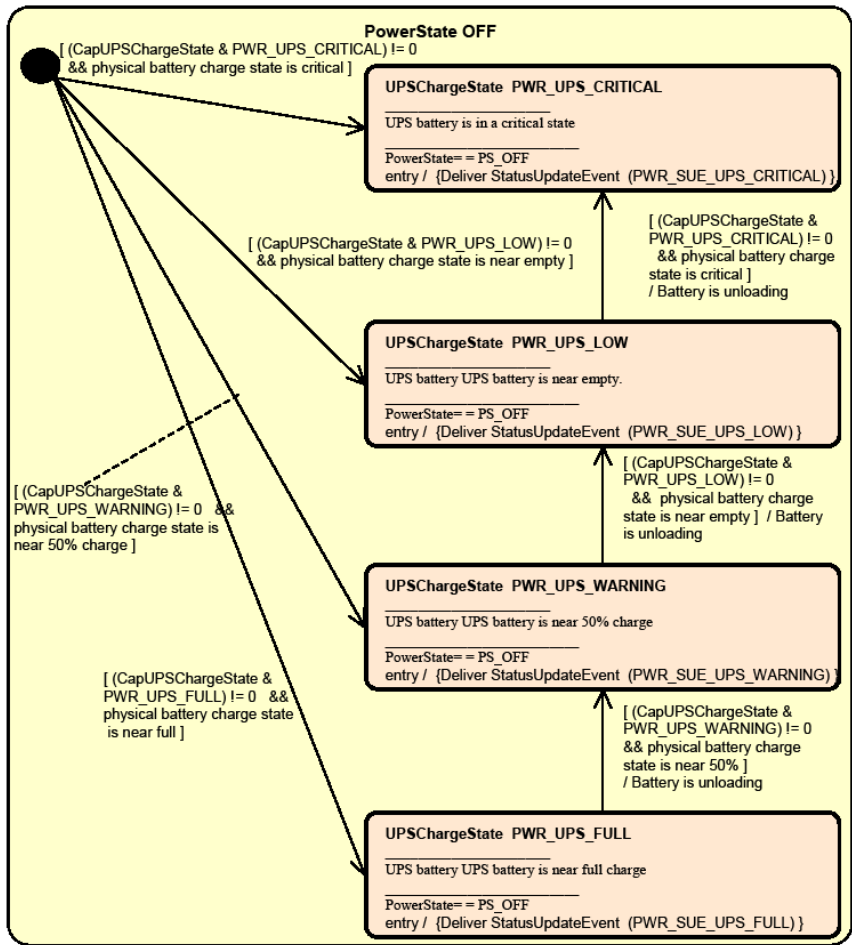 PowerState OFF
[ (CapUPSChargeState & PWR_UPS_CRITICAL) != 0
&& physical battery charge state is critical ]
UPSChargeState PWR_UPS_CRITICAL
UPS battery is in a critical state
PowerState= = PS_OFF
entry / {Deliver StatusUpdateEvent (PWR_SUE_UPS_CRITICAL) }
[ (CapUPSChargeState & PWR_UPS_LOW) != 0
&& physical battery charge state is near empty ]
[ (CapUPSChargeState &
PWR_UPS_CRITICAL) != 0
&& physical battery charge
state is critical ]
/ Battery is unloading
UPSChargeState PWR_UPS_LOW
UPS battery UPS battery is near empty.
PowerState= = PS_OFF
entry / {Deliver StatusUpdateEvent (PWR_SUE_UPS_LOW) }
[ (CapUPSChargeState &
PWR_UPS_WARNING) != 0 &&
physical battery charge state is
near 50% charge ]
[ (CapUPSChargeState &
PWR_UPS_LOW) != 0
&& physical battery charge
state is near empty ] / Battery
is unloading
UPSChargeState PWR_UPS_WARNING
UPS battery UPS battery is near 50% charge
PowerState= = PS_OFF
entry / {Deliver StatusUpdateEvent (PWR_SUE_UPS_WARNING) }
[ (CapUPSChargeState &
PWR_UPS_FULL) != 0 &&
physical battery charge state
is near full ]
[ (CapUPSChargeState &
PWR_UPS_WARNING) != 0
&& physical battery charge
state is near 50% ]
/ Battery is unloading
UPSChargeState PWR_UPS_FULL
UPS battery UPS battery is near full charge
PowerState= = PS_OFF
entry / {Deliver StatusUpdateEvent (PWR_SUE_UPS_FULL) }